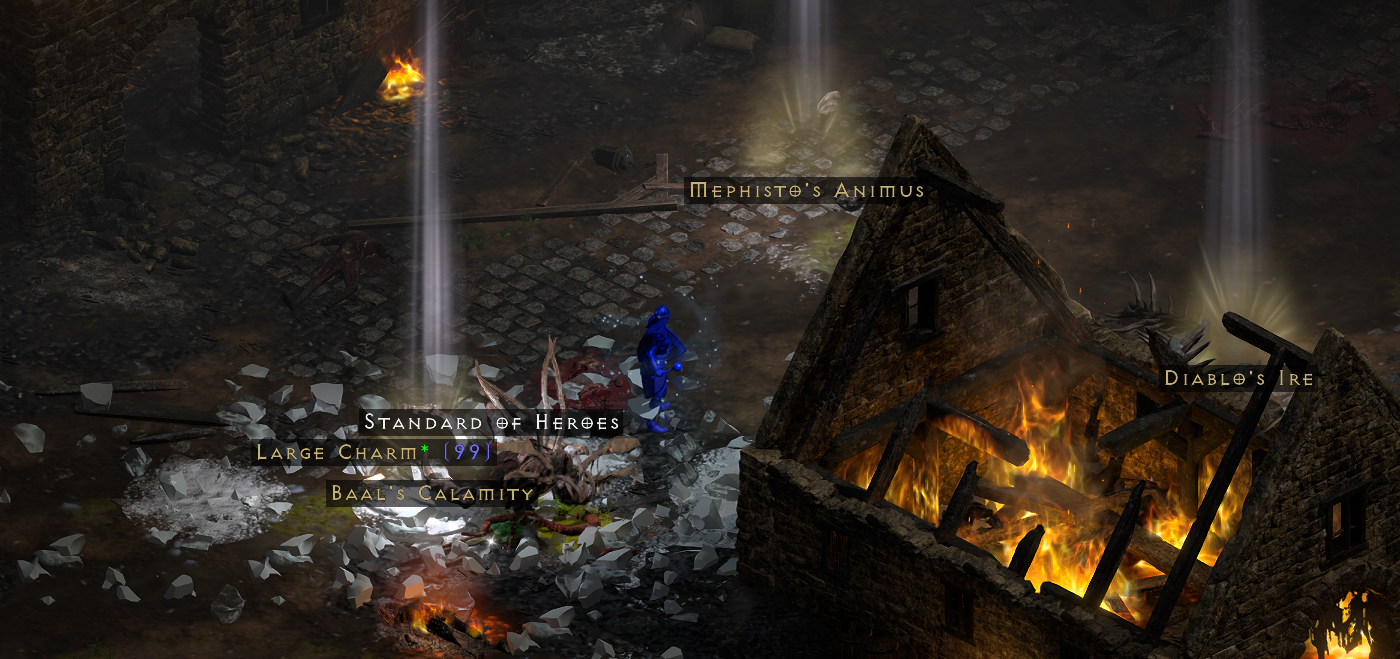 Mephisto's Animus
Diablo's Ire
Standard of Heroes
Large Charm* (99)
Baal's Calamity